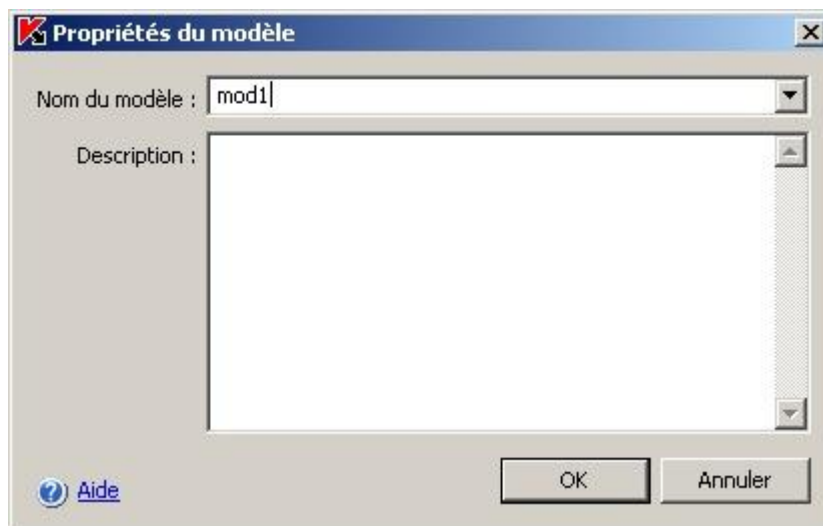 Propriétés du modèle
Nom du modèle : mod1
Description :
Aide
OK
Annuler